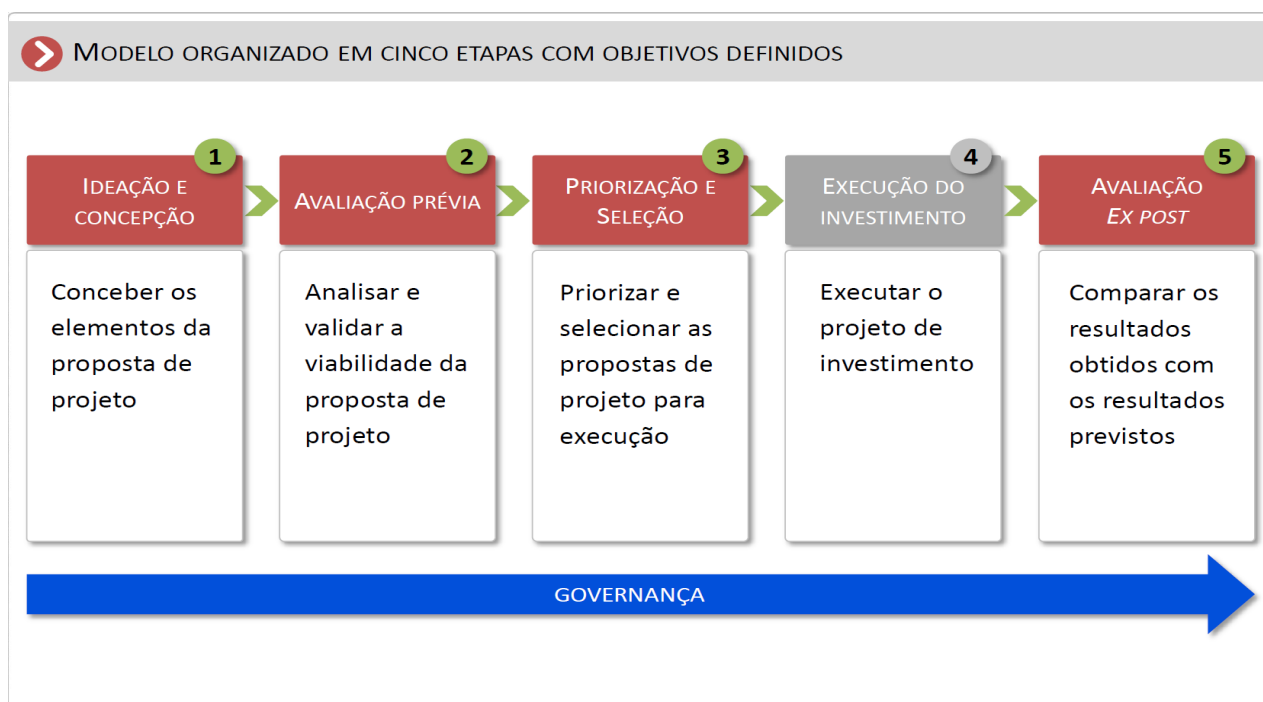 MODELO ORGANIZADO EM CINCO ETAPAS COM OBJETIVOS DEFINIDOS
1
IDEAÇÃO E
CONCEPÇÃO
Conceber os
elementos da
proposta de
projeto
2
AVALIAÇÃO PRÉVIA
Analisar e
validar a
viabilidade da
proposta de
projeto
3
PRIORIZAÇÃO E
SELEÇÃO
Priorizar e
selecionar as
propostas de
projeto para
execução
4
EXECUÇÃO DO
INVESTIMENTO
Executar o
projeto de
investimento
5
AVALIAÇÃO
EX POST
Comparar os
resultados
obtidos com
os resultados
previstos
GOVERNANÇA